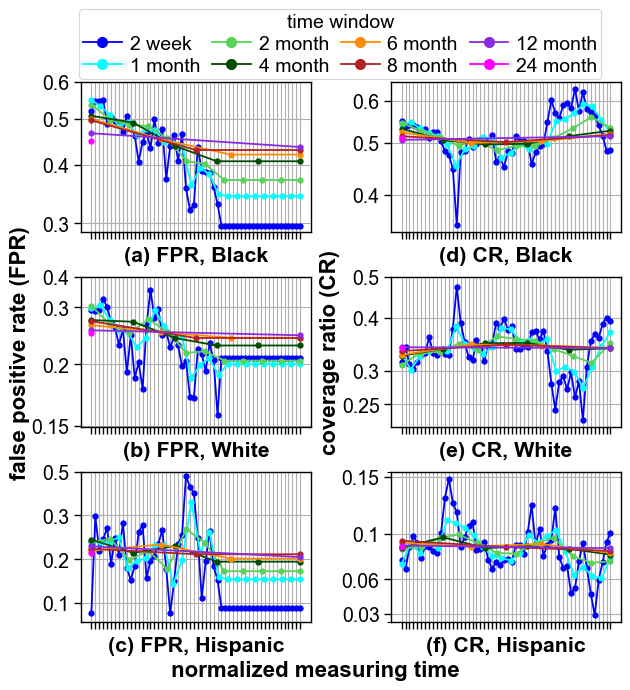 time window
2 week 2 month 6 month 12 month
1 month 4 month 8 month 24 month
false positive rate (FPR)
coverage ratio (CR)
0.6
0.5
0.4
0.3
(a) FPR, Black
0.6
0.5
0.4
(d) CR, Black
0.4
0.3
0.2
0.15
(b) FPR, White
0.5
0.4
0.3
0.25
(e) CR, White
0.5
0.3
0.2
0.1
(c) FPR, Hispanic
0.15
0.1
0.06
0.03
(f) CR, Hispanic
normalized measuring time